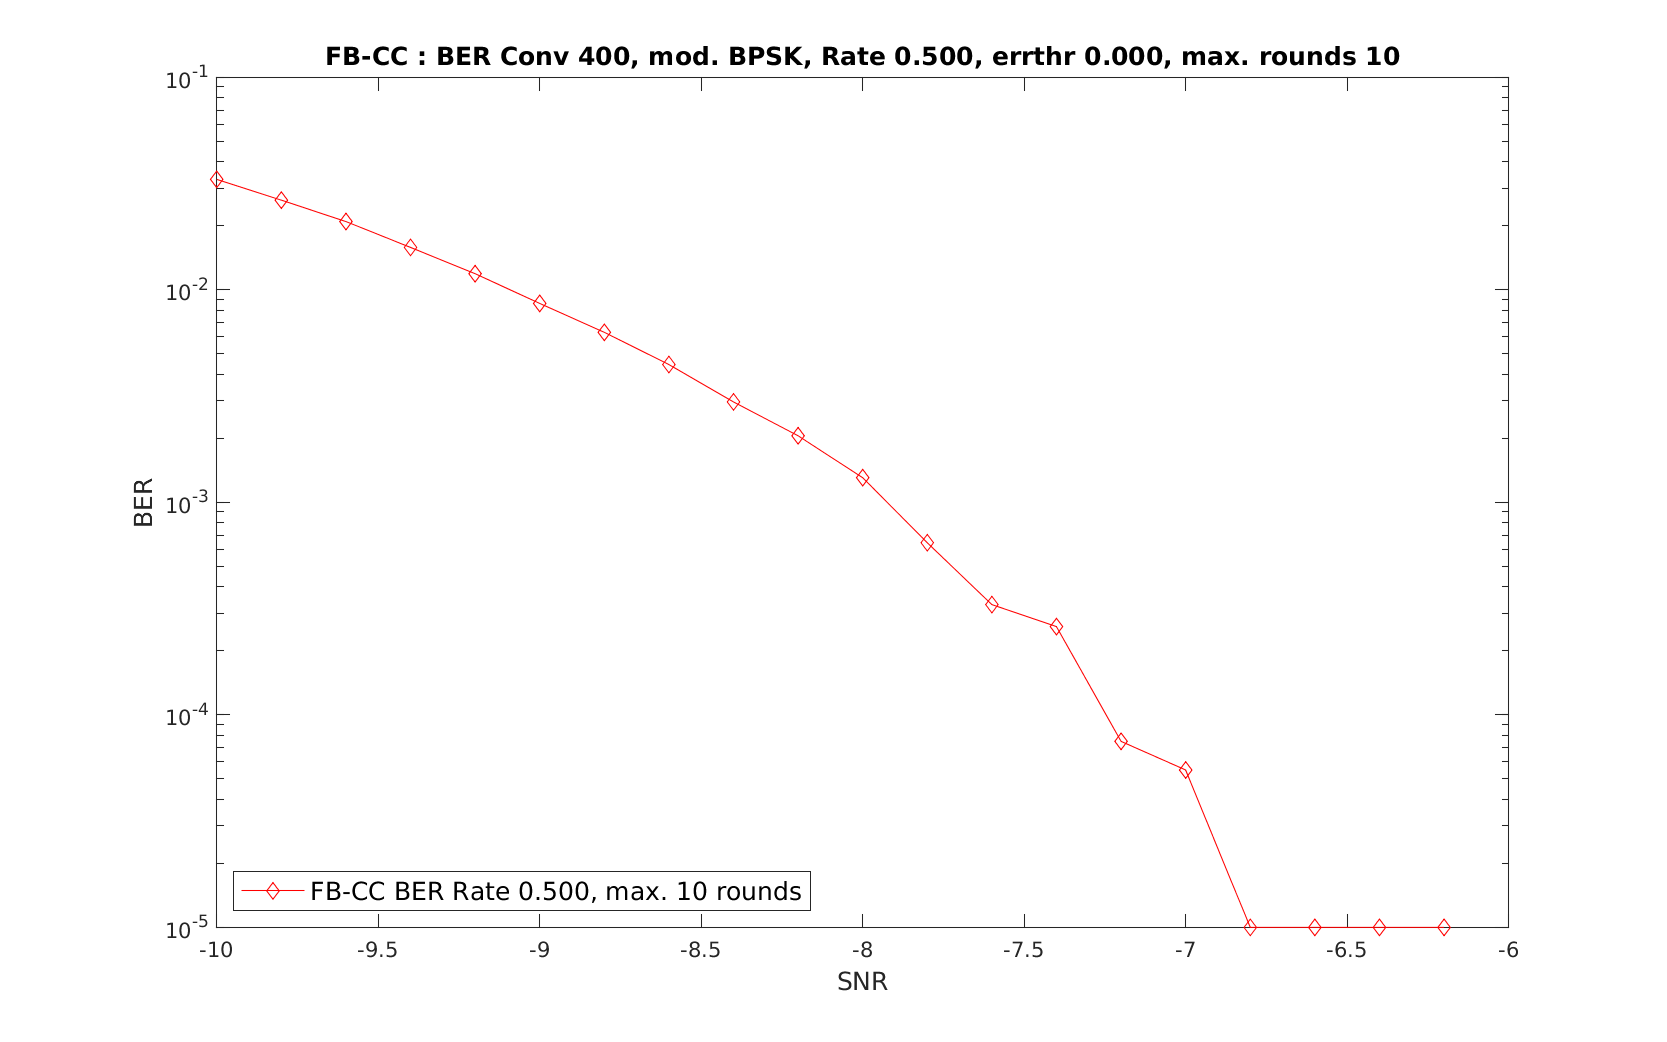 FB-CC : BER Conv 400, mod. BPSK, Rate 0.500, errthr 0.000, max. rounds 10
10^-1
10^-2
10^-3
10^-4
10^-5
BER
FB-CC BER Rate 0.500, max. 10 rounds
-10 -9.5 -9 -8.5 -8 -7.5 -7 -6.5 -6
SNR